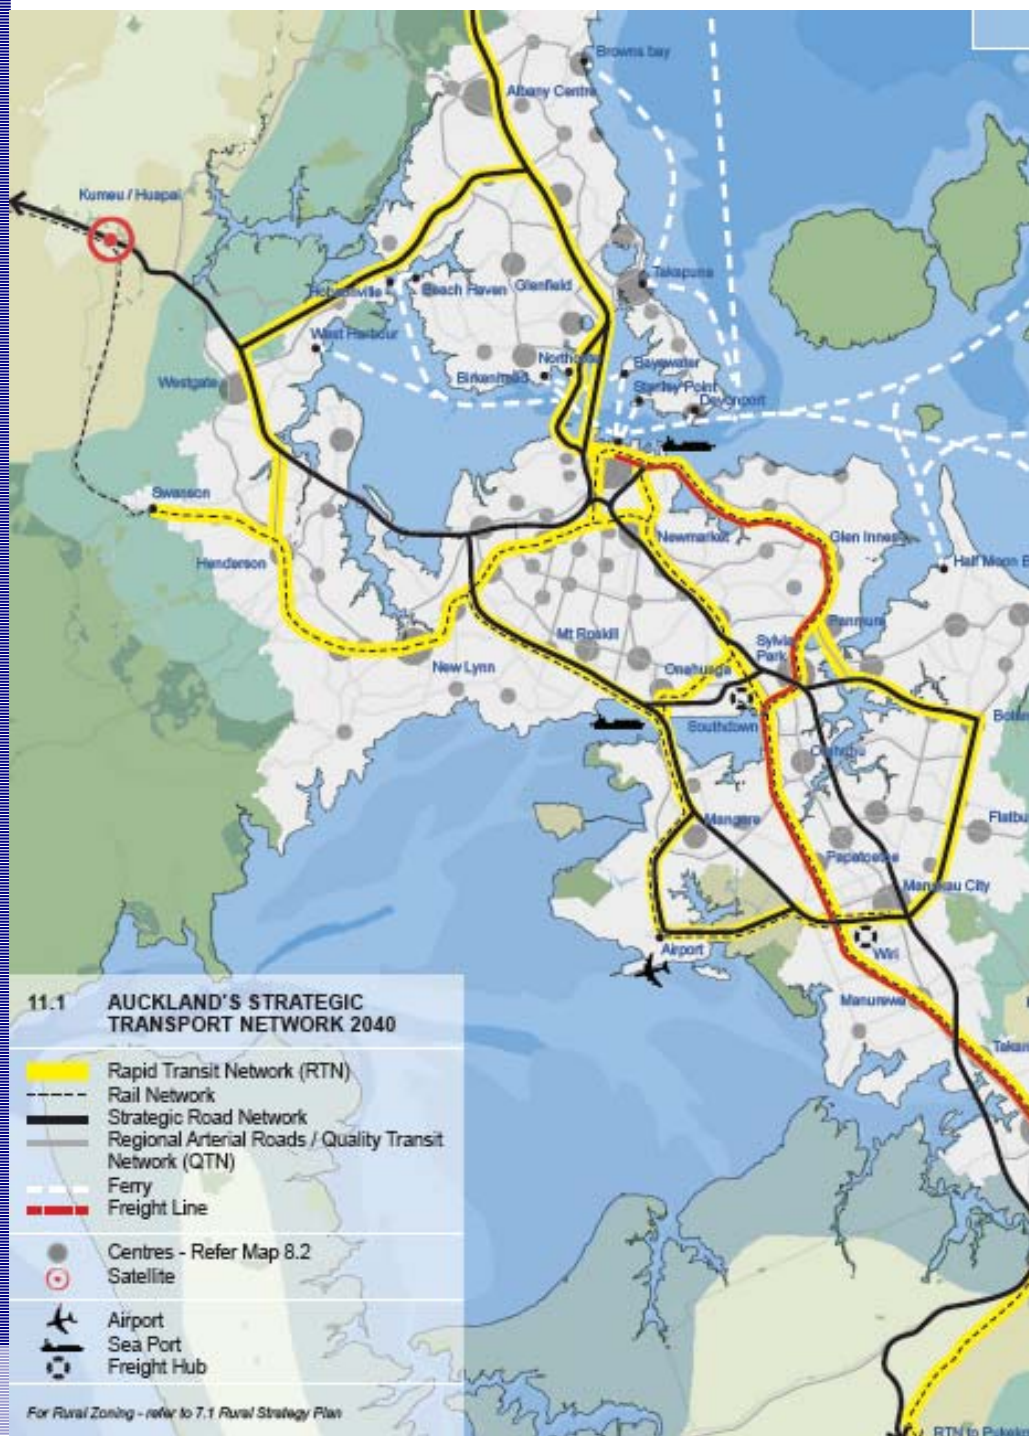 Browns bay
Albany Centre
Kumeu / Huapai
Takapuna
Hobsonville
Beach Haven
Glenfield
West Harbour
Birkenhead
Bayswater
Westgate
Stanley Point
Devonport
Swanson
Newmarket
Glen Innes
Henderson
Half Moon
Panmure
Mt Roskill
Sylvia
Park
New Lynn
Onehunga
Southdown
Otahuhu
Mangere
Papatoetoe
Manukau City
Airport
Wiri
Manurewa
11.1 AUCKLAND'S STRATEGIC
TRANSPORT NETWORK 2040
Rapid Transit Network (RTN)
Rail Network
Strategic Road Network
Regional Arterial Roads / Quality Transit
Network (QTN)
Ferry
Freight Line
Centres - Refer Map 8.2
Satellite
Airport
Sea Port
Freight Hub
For Rural Zoning - refer to 7.1 Rural Strategy Plan
RTN to